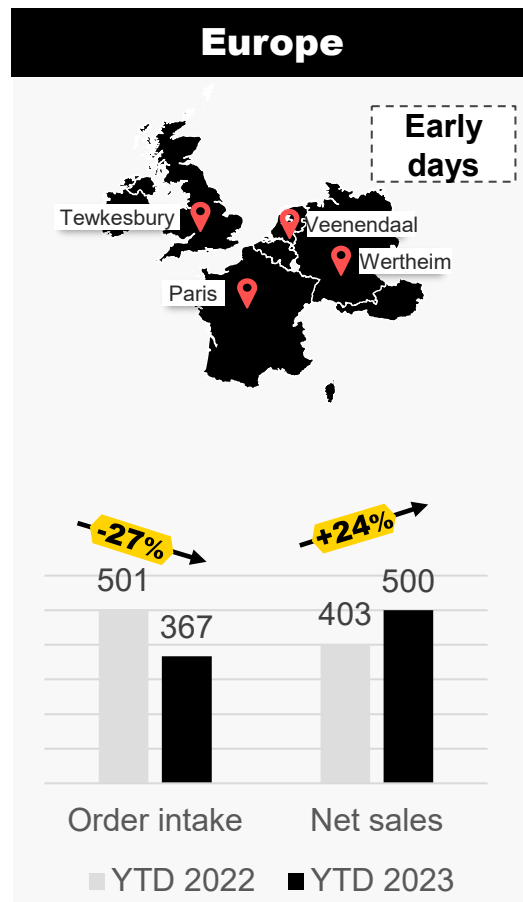 Europe
Early
days
Tewkesbury
Veenendaal
Wertheim
Paris
-27%
+24%
501
367
403
500
Order intake
Net sales
YTD 2022
YTD 2023